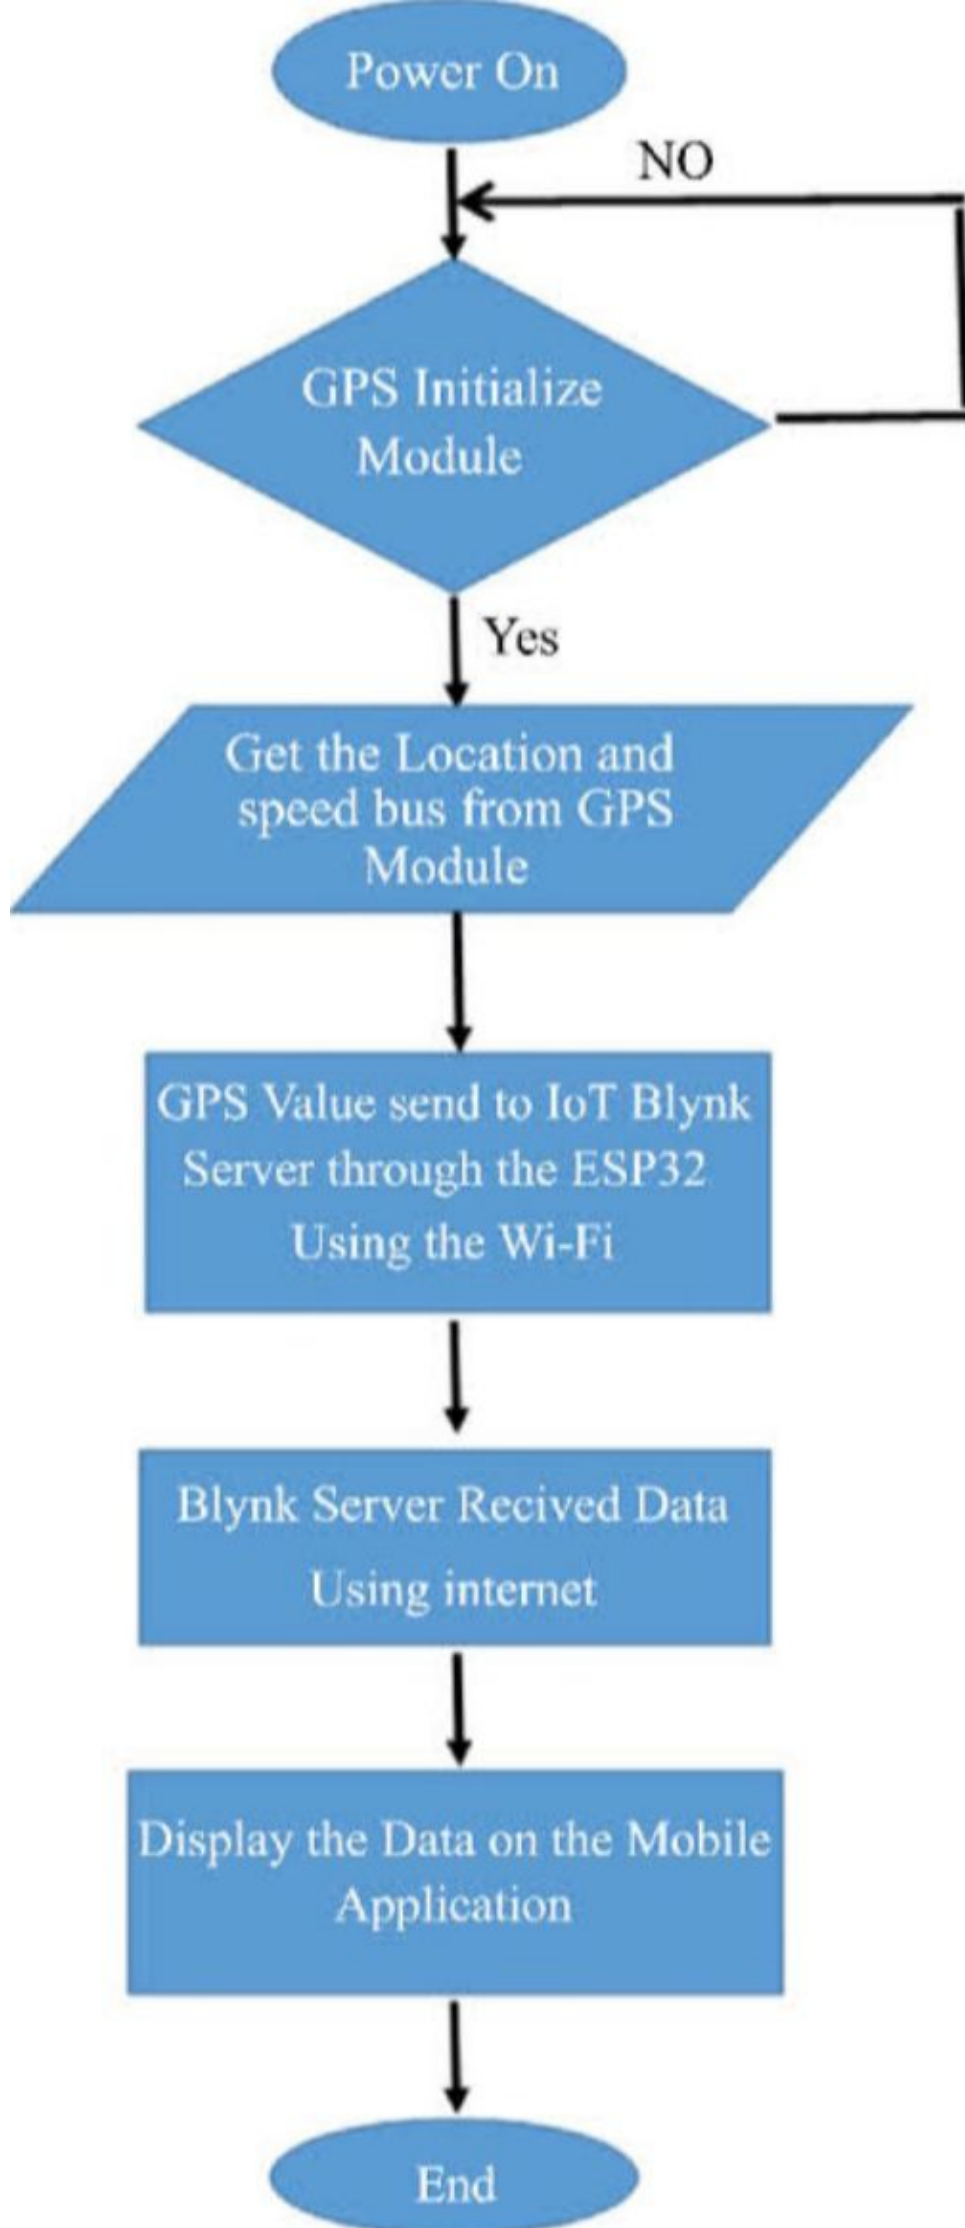 Power On
NO
GPS Initialize
Module
Yes
Get the Location and
speed bus from GPS
Module
GPS Value send to IoT Blynk
Server through the ESP32
Using the Wi-Fi
Blynk Server Recived Data
Using internet
Display the Data on the Mobile
Application
End